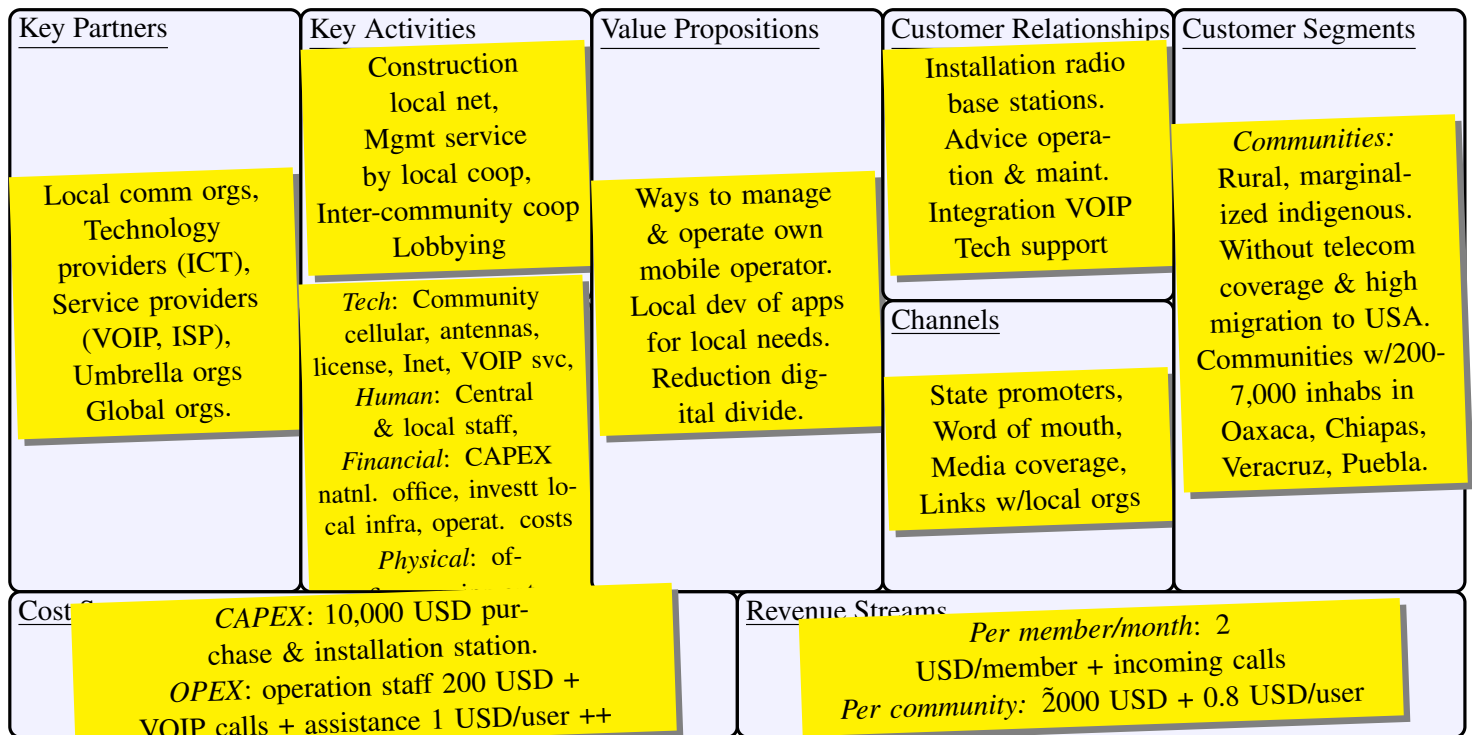 Key Partners
Local comm orgs,
Technology
providers (ICT),
Service providers
(VOIP, ISP),
Umbrella orgs
Global orgs.
Key Activities
Construction
local net,
Mgmt service
by local coop,
Inter-community coop
Lobbying
Tech: Community
cellular, antennas,
license, Inet, VOIP svc,
Human: Central
& local staff,
Financial: CAPEX
natnl. office, investt lo-
cal infra, operat. costs
Physical: of-
Value Propositions
Ways to manage
& operate own
mobile operator.
Local dev of apps
for local needs.
Reduction dig-
ital divide.
Customer Relationships
Installation radio
base stations.
Advice opera-
tion & maint.
Integration VOIP
Tech support
Channels
State promoters,
Word of mouth,
Media coverage,
Links w/local orgs
Customer Segments
Communities:
Rural, marginal-
ized indigenous.
Without telecom
coverage & high
migration to USA.
Communities w/200-
7,000 inhabs in
Oaxaca, Chiapas,
Veracruz, Puebla.
Cost
CAPEX: 10,000 USD pur-
chase & installation station.
OPEX: operation staff 200 USD +
VOIP calls + assistance 1 USD/user ++
Revenue Streams
Per member/month: 2
USD/member + incoming calls
Per community: 2̃000 USD + 0.8 USD/user